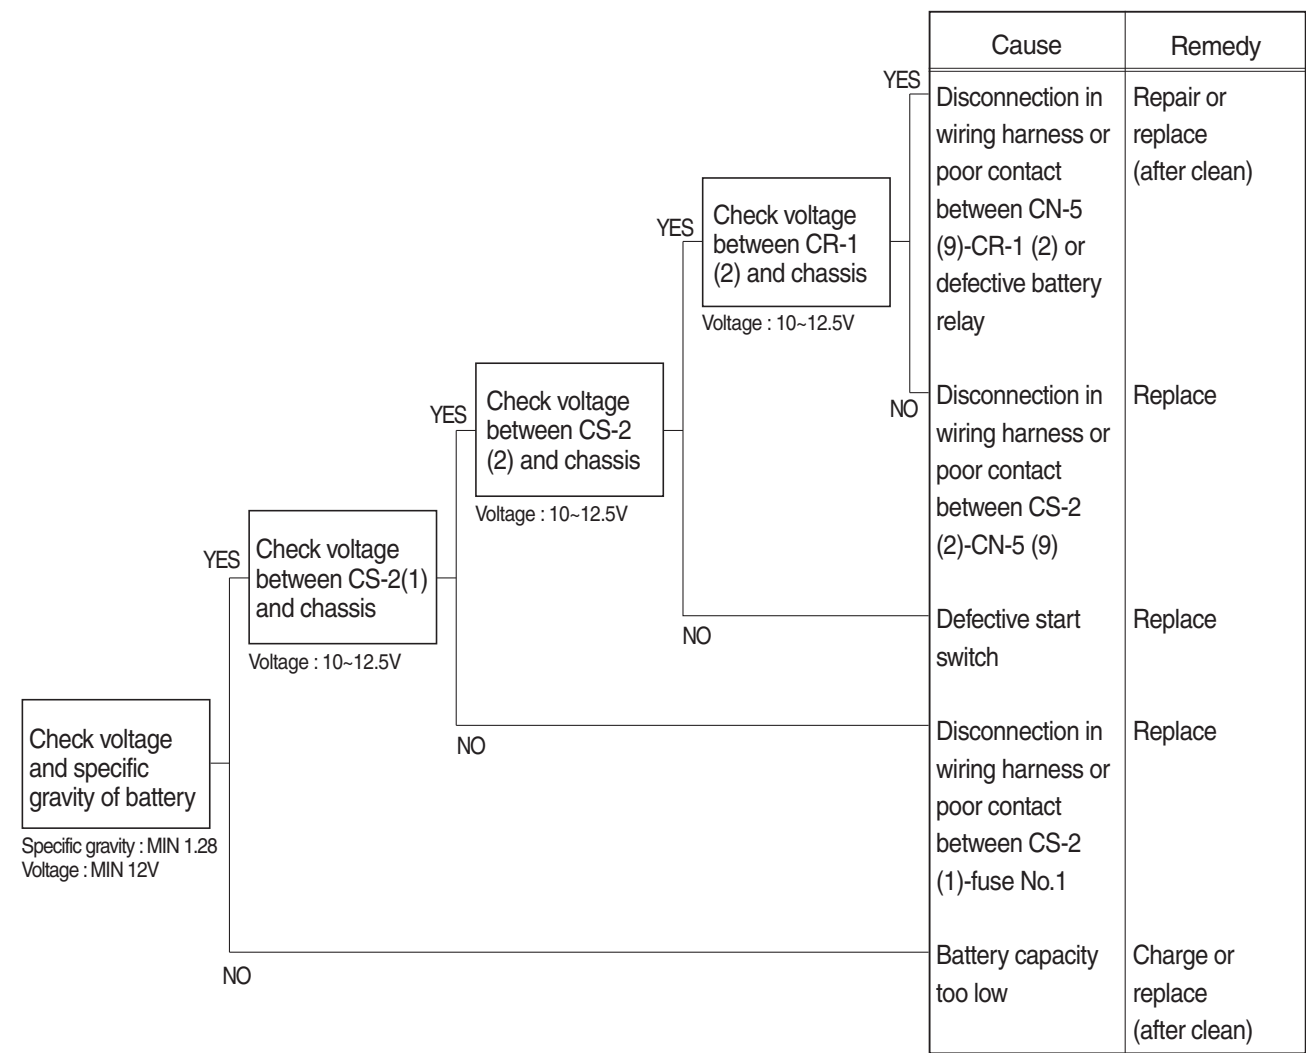 Cause
Remedy
YES
Disconnection in
wiring harness or
poor contact
between CN-5
(9)-CR-1 (2) or
defective battery
relay
Repair or
replace
(after clean)
YES
Check voltage
between CR-1
(2) and chassis
Voltage : 10~12.5V
NO
Disconnection in
wiring harness or
poor contact
between CS-2
(2)-CN-5 (9)
Replace
YES
Check voltage
between CS-2
(2) and chassis
Voltage : 10~12.5V
NO
Defective start
switch
Replace
YES
Check voltage
between CS-2(1)
and chassis
Voltage : 10~12.5V
NO
Disconnection in
wiring harness or
poor contact
between CS-2
(1)-fuse No.1
Replace
Check voltage
and specific
gravity of battery
Specific gravity : MIN 1.28
Voltage : MIN 12V
NO
Battery capacity
too low
Charge or
replace
(after clean)